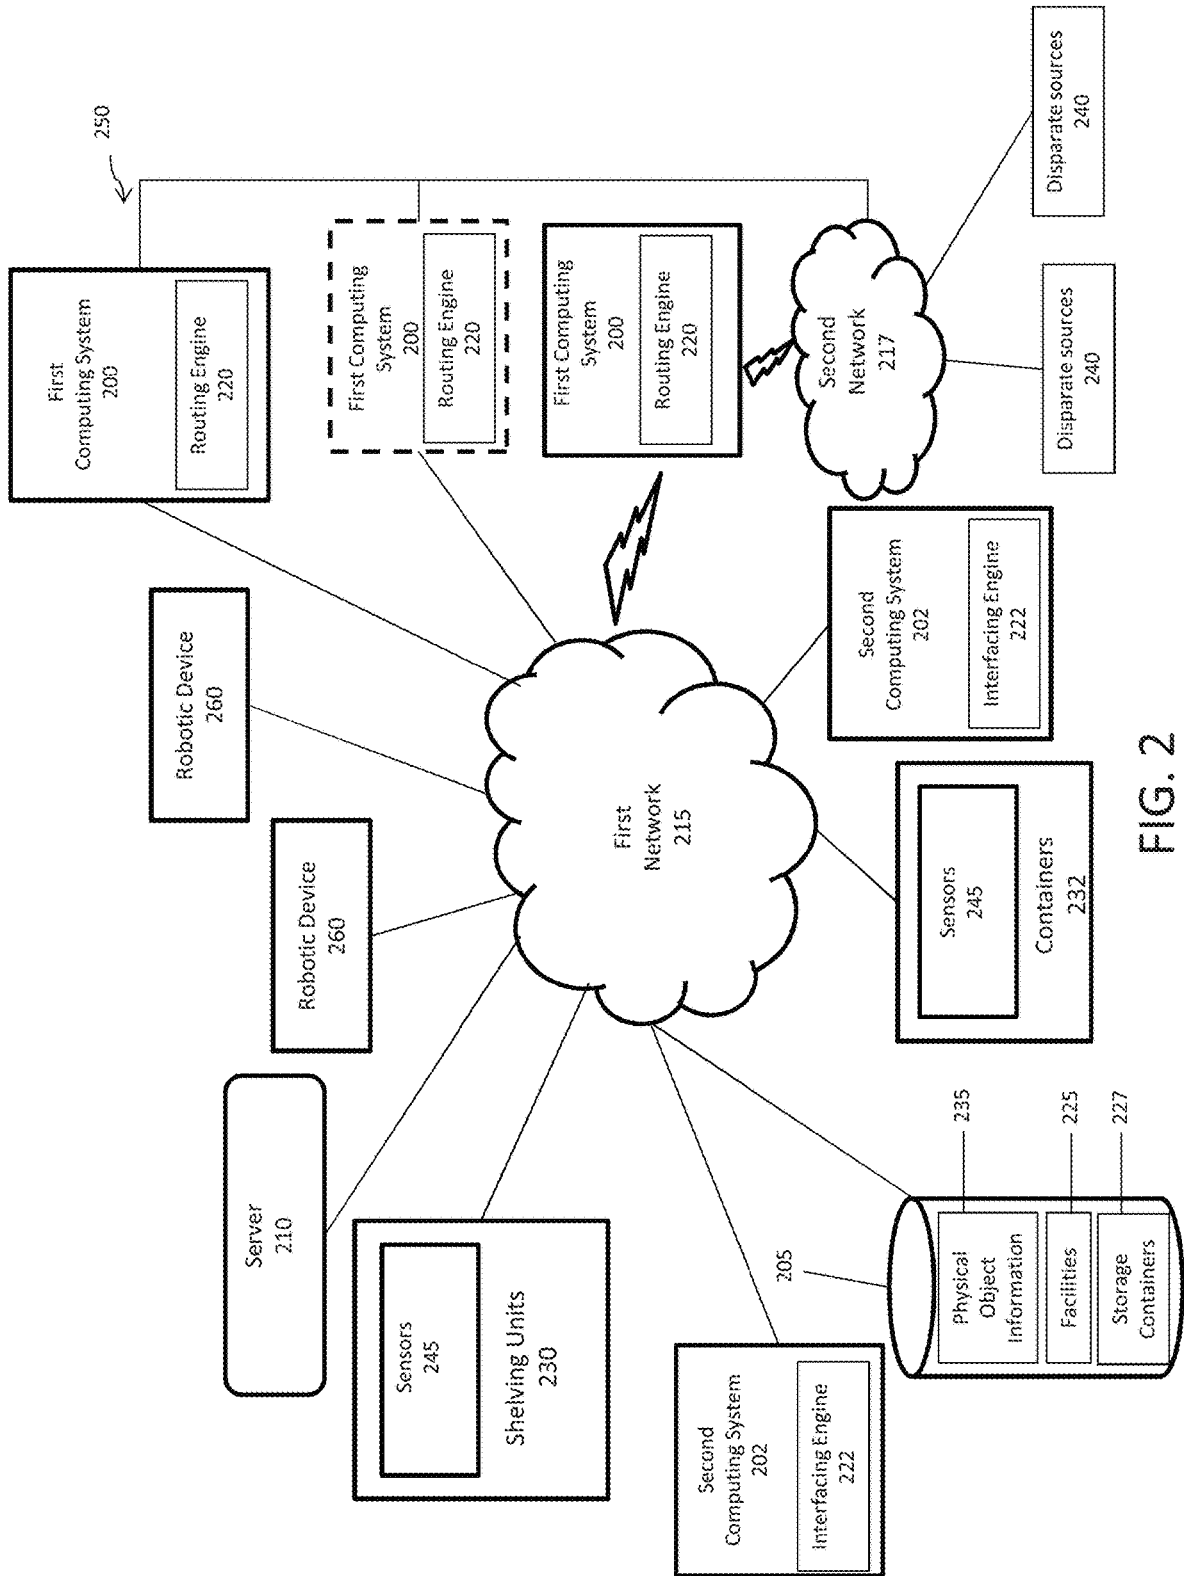 250
First
Computing System
200
Routing Engine
220
First Computing
System
200
Routing Engine
220
First Computing
System
200
Routing Engine
220
Second
Network
217
Disparate sources
240
Disparate sources
240
Robotic Device
260
Robotic Device
260
Server
210
Sensors
245
Shelving Units
230
First
Network
215
Second
Computing System
202
Interfacing Engine
222
Sensors
245
Containers
232
Second
Computing System
202
Interfacing Engine
222
205
Physical
Object
Information
235
Facilities
225
Storage
Containers
227
FIG. 2